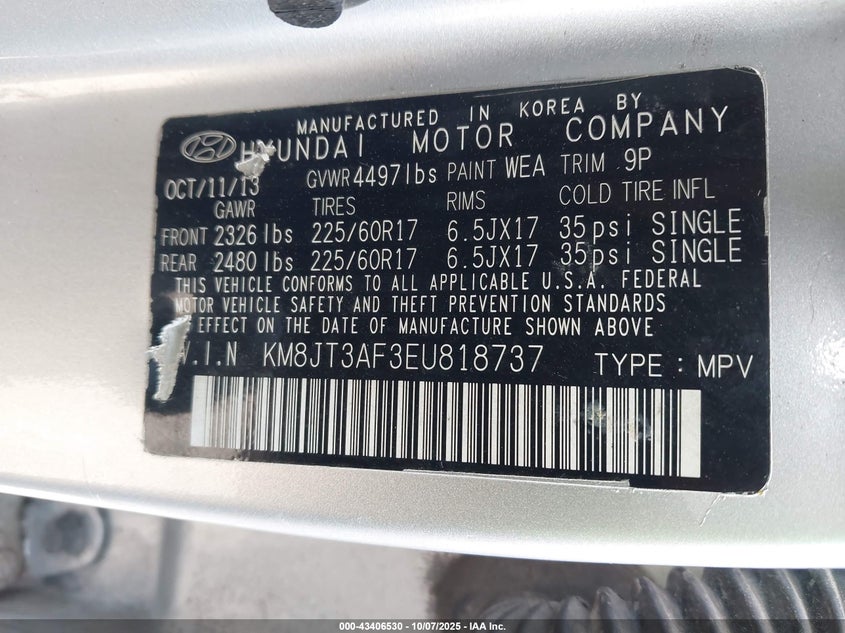 MANUFACTURED IN KOREA BY
HYUNDAI MOTOR COMPANY
OCT/11/13 GVWR 4497lbs PAINT WEA TRIM 9P
GAWR TIRES RIMS COLD TIRE INFL
FRONT 2326 lbs 225/60R17 6.5JX17 35psi SINGLE
REAR 2480 lbs 225/60R17 6.5JX17 35psi SINGLE
THIS VEHICLE CONFORMS TO ALL APPLICABLE U.S.A. FEDERAL
MOTOR VEHICLE SAFETY AND THEFT PREVENTION STANDARDS
EFFECT ON THE DATE OF MANUFACTURE SHOWN ABOVE
V.I.N KM8JT3AF3EU818737 TYPE : MPV
000-43406530 - 10/07/2025 - IAA Inc.